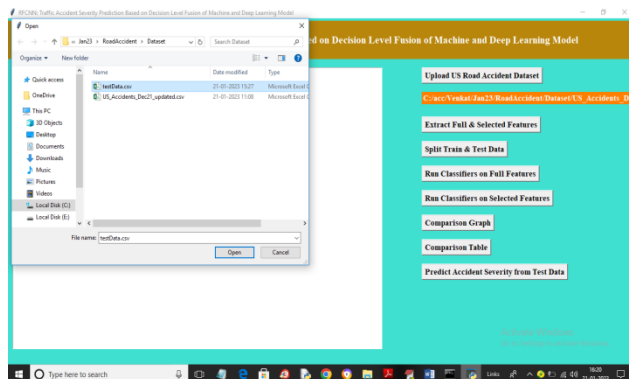 RFCNN: Traffic Accident Severity Prediction Based on Decision Level Fusion of Machine and Deep Learning Model
Open
ed on Decision Level Fusion of Machine and Deep Learning Model
« Jan23 › RoadAccident › Dataset
Search Dataset
Organize
New folder
Name
Date modified
Type
Quick access
OneDrive
This PC
3D Objects
Desktop
Documents
Downloads
Music
Pictures
Videos
Local Disk (C:)
Local Disk (E:)
testData.csv
21-01-2023 15:27
Microsoft Excel C
US_Accidents_Dec21_updated.csv
21-01-2023 11:08
Microsoft Excel C
File name:
testData.csv
Open
Cancel
Upload US Road Accident Dataset
C:/acc/Venkat/Jan23/RoadAccident/Dataset/US_Accidents_D
Extract Full & Selected Features
Split Train & Test Data
Run Classifiers on Full Features
Run Classifiers on Selected Features
Comparison Graph
Comparison Table
Predict Accident Severity from Test Data
Type here to search
Links
16:20
21-01-2023